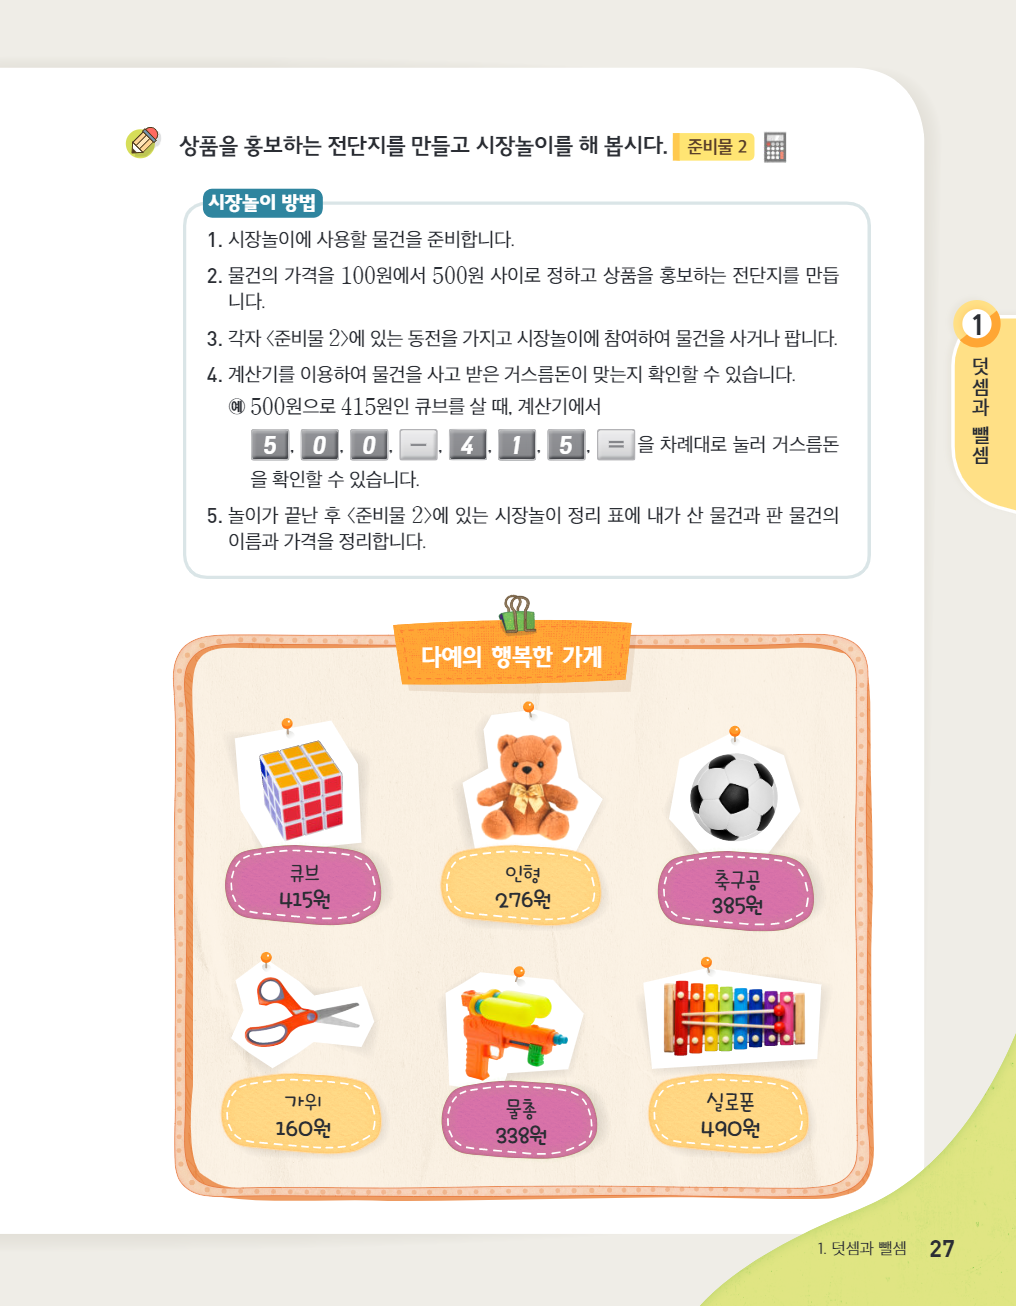 상품을 홍보하는 전단지를 만들고 시장놀이를 해 봅시다. 준비물 2
시장놀이 방법
1. 시장놀이에 사용할 물건을 준비합니다.
2. 물건의 가격을 100원에서 500원 사이로 정하고 상품을 홍보하는 전단지를 만듭
니다.
3. 각자 〈준비물 2〉에 있는 동전을 가지고 시장놀이에 참여하여 물건을 사거나 팝니다.
4. 계산기를 이용하여 물건을 사고 받은 거스름돈이 맞는지 확인할 수 있습니다.
예 500원으로 415원인 큐브를 살 때, 계산기에서
5, 0, 0, −, 4, 1, 5, = 을 차례대로 눌러 거스름돈
을 확인할 수 있습니다.
5. 놀이가 끝난 후 〈준비물 2〉에 있는 시장놀이 정리 표에 내가 산 물건과 판 물건의
이름과 가격을 정리합니다.
1
덧셈과 뺄셈
다예의 행복한 가게
큐브
415원
인형
276원
축구공
385원
가위
160원
물총
338원
실로폰
490원
1. 덧셈과 뺄셈 27